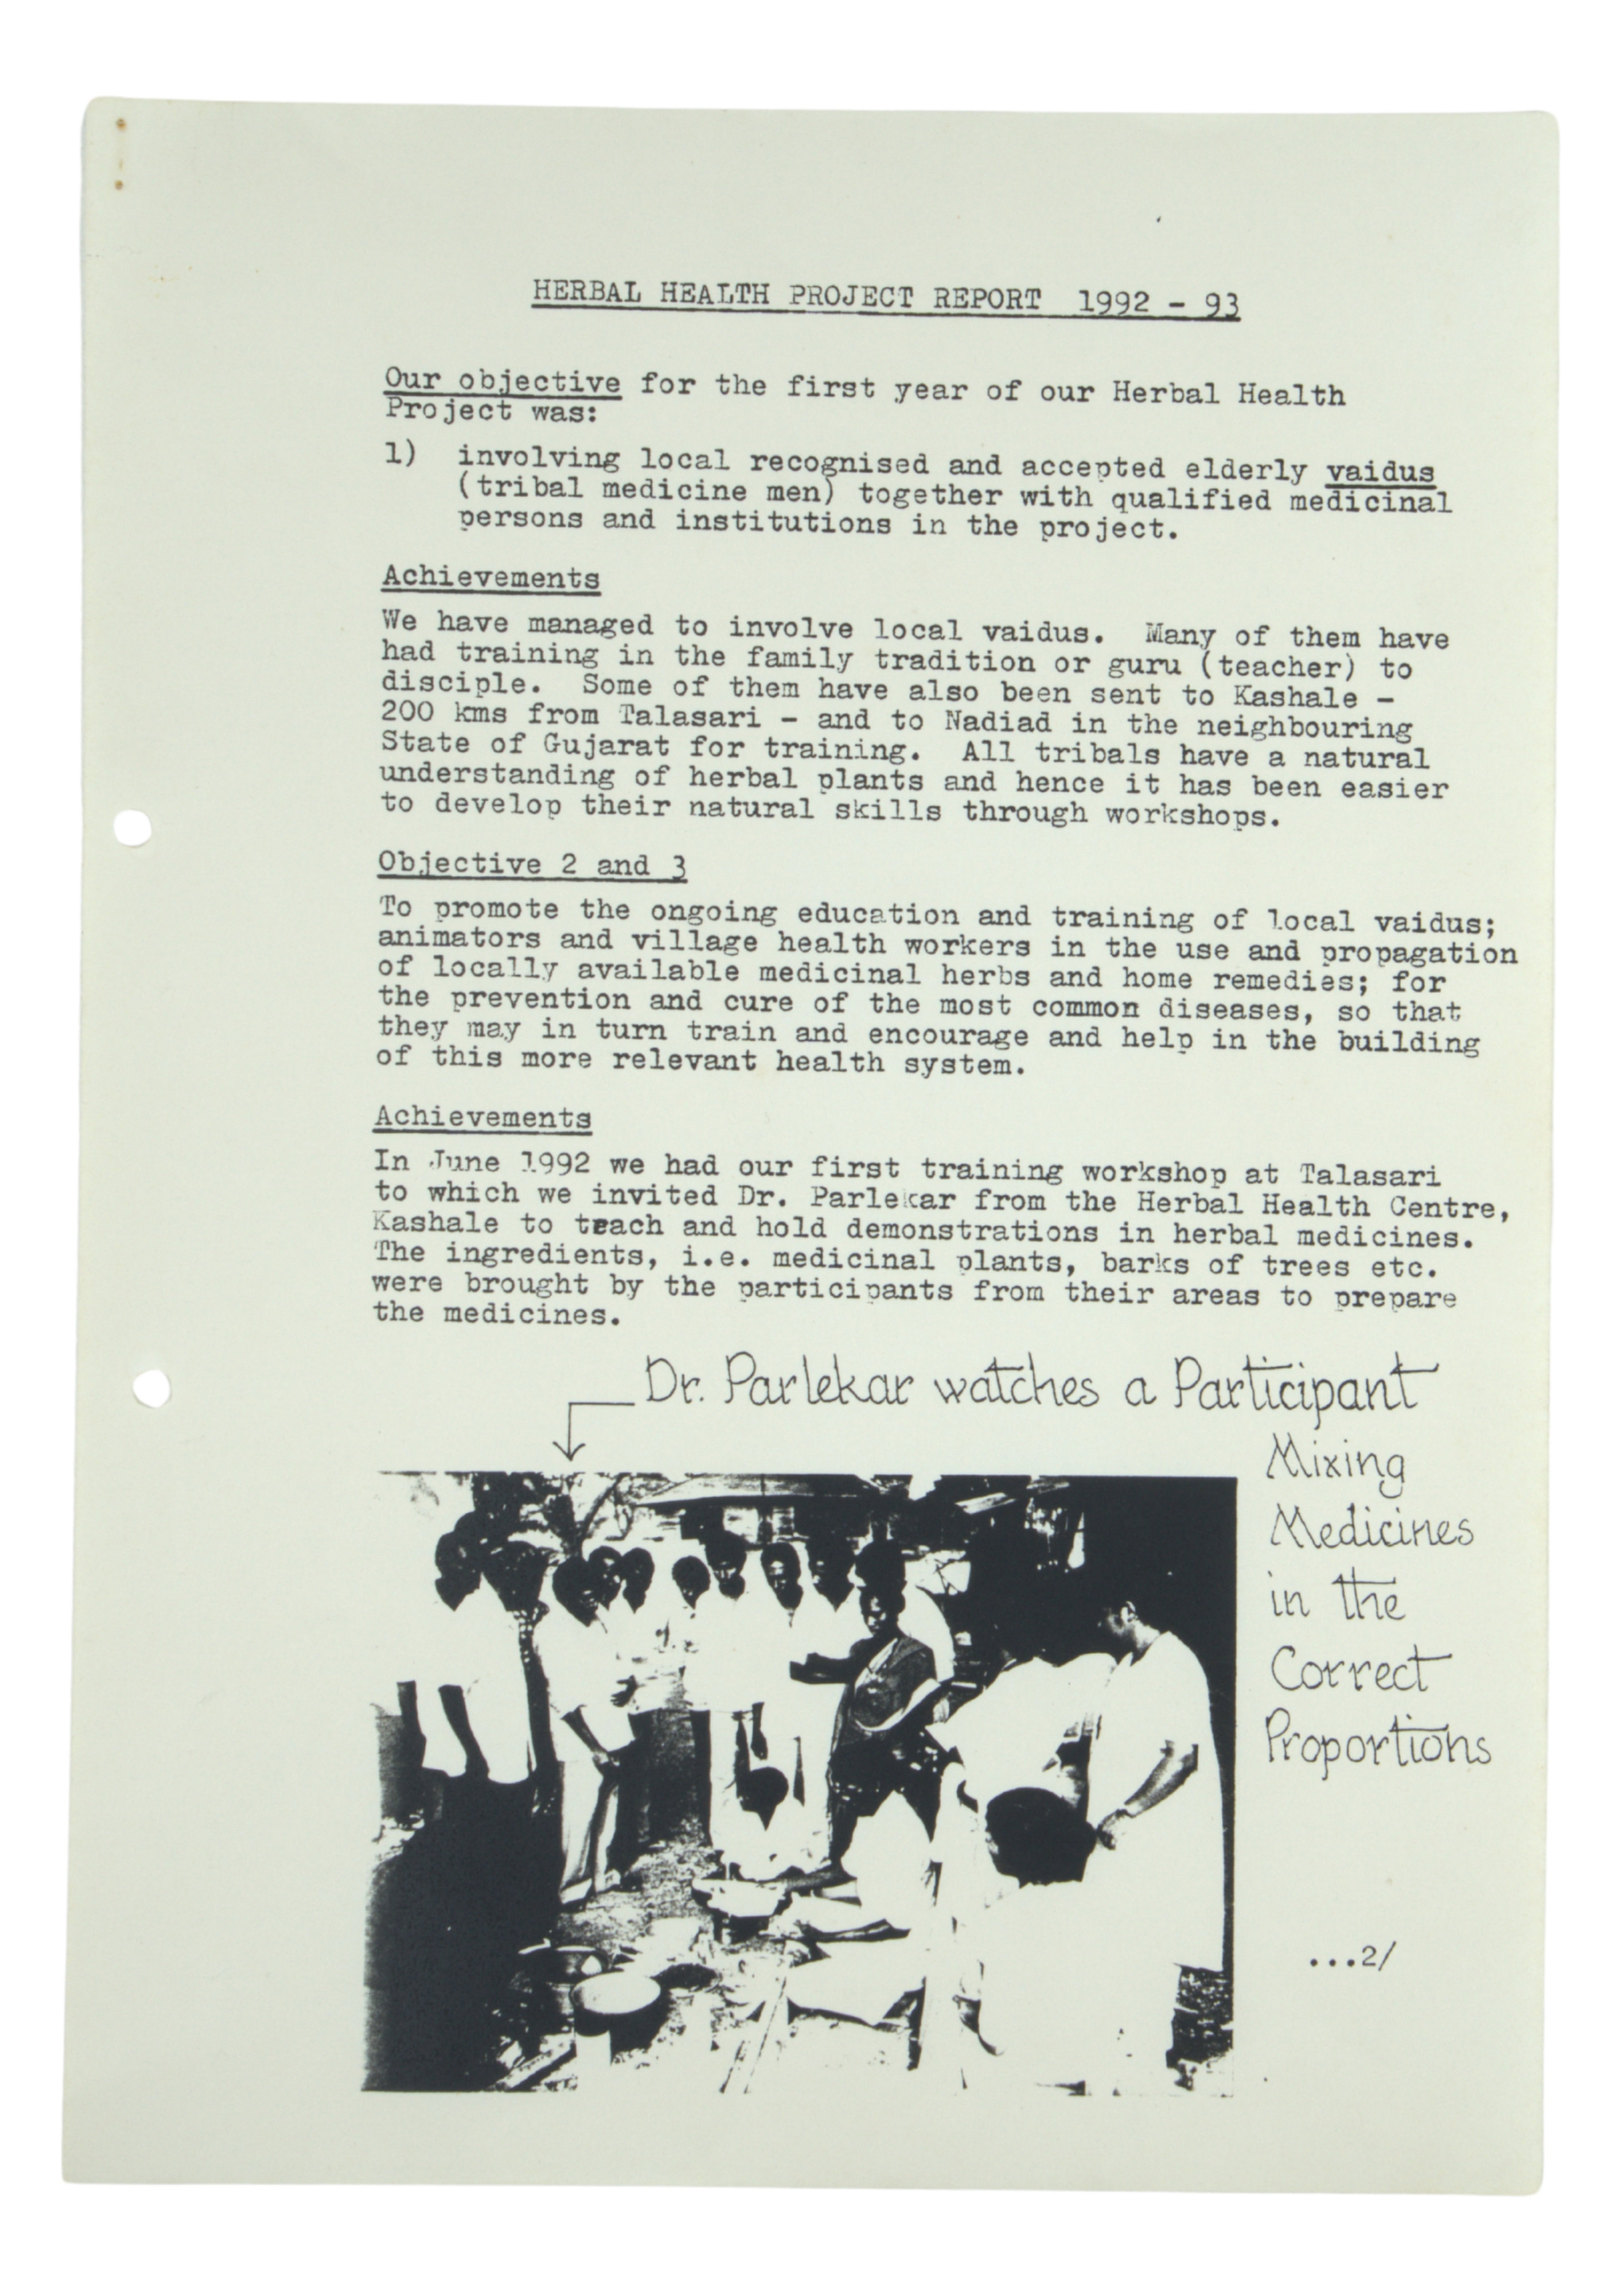 HERBAL HEALTH PROJECT REPORT 1992 - 93
Our objective for the first year of our Herbal Health
Project was:
1) involving local recognised and accepted elderly vaidus
(tribal medicine men) together with qualified medicinal
persons and institutions in the project.
Achievements
We have managed to involve local vaidus. Many of them have
had training in the family tradition or guru (teacher) to
disciple. Some of them have also been sent to Kashale -
200 kms from Talasari - and to Nadiad in the neighbouring
State of Gujarat for training. All tribals have a natural
understanding of herbal plants and hence it has been easier
to develop their natural skills through workshops.
Objective 2 and 3
To promote the ongoing education and training of local vaidus;
animators and village health workers in the use and propagation
of locally available medicinal herbs and home remedies; for
the prevention and cure of the most common diseases, so that
they may in turn train and encourage and help in the building
of this more relevant health system.
Achievements
In June 1992 we had our first training workshop at Talasari
to which we invited Dr. Parlekar from the Herbal Health Centre,
Kashale to teach and hold demonstrations in herbal medicines.
The ingredients, i.e. medicinal plants, barks of trees etc.
were brought by the participants from their areas to prepare
the medicines.
Dr. Parlekar watches a Participant
Mixing
Medicines
in the
Correct
Proportions
...2/